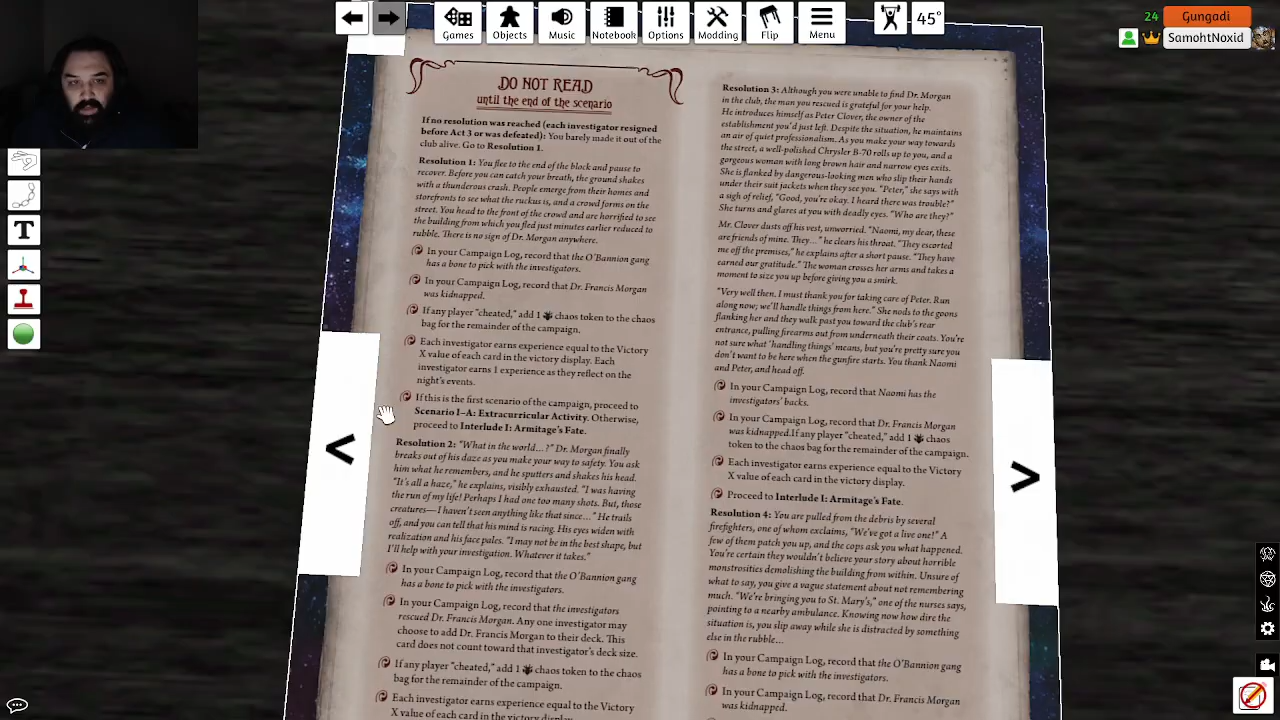 Games
Objects
Music
Notebook
Options
Modding
Flip
Menu
45°
24
Gungadi
SamohtNoxid
T
DO NOT READ
until the end of the scenario
If no resolution was reached (each investigator resigned
before Act 3 or was defeated): You barely made it out of the
club alive. Go to Resolution 1.
Resolution 1: You flee to the end of the block and pause to
recover. Before you can catch your breath, the ground shakes
with a thunderous crash. People emerge from their homes and
storefronts to see what the ruckus is, and a crowd forms on the
street. You head to the front of the crowd and are horrified to see
the building from which you fled just minutes earlier reduced to
rubble. There is no sign of Dr. Morgan anywhere.
In your Campaign Log, record that the O'Bannion gang
has a bone to pick with the investigators.
In your Campaign Log, record that Dr. Francis Morgan
was kidnapped.
If any player "cheated," add 1 chaos token to the chaos
bag for the remainder of the campaign.
Each investigator earns experience equal to the Victory
X value of each card in the victory display. Each
investigator earns 1 experience as they reflect on the
night's events.
If this is the first scenario of the campaign, proceed to
Scenario I–A: Extracurricular Activity. Otherwise,
proceed to Interlude I: Armitage's Fate.
Resolution 2: "What in the world…?" Dr. Morgan finally
breaks out of his daze as you make your way to safety. You ask
him what he remembers, and he sputters and shakes his head.
"It's all a haze," he explains, visibly exhausted. "I was having
the run of my life! Perhaps I had one too many shots. But, those
creatures—I haven't seen anything like that since…" He trails
off, and you can tell that his mind is racing. His eyes widen with
realization and his face pales. "I may not be in the best shape, but
I'll help with your investigation. Whatever it takes."
In your Campaign Log, record that the O'Bannion gang
has a bone to pick with the investigators.
In your Campaign Log, record that the investigators
rescued Dr. Francis Morgan. Any one investigator may
choose to add Dr. Francis Morgan to their deck. This
card does not count toward that investigator's deck size.
If any player "cheated," add 1 chaos token to the chaos
bag for the remainder of the campaign.
Each investigator earns experience equal to the Victory
X value of each card in the victory display.
Resolution 3: Although you were unable to find Dr. Morgan
in the club, the man you rescued is grateful for your help.
He introduces himself as Peter Clover, the owner of the
establishment you'd just left. Despite the situation, he maintains
an air of quiet professionalism. As you make your way towards
the street, a well-polished Chrysler B-70 rolls up to you, and a
gorgeous woman with long brown hair and narrow eyes exits.
She is flanked by dangerous-looking men who slip their hands
under their suit jackets when they see you. "Peter," she says with
a sigh of relief, "Good, you're okay. I heard there was trouble?"
She turns and glares at you with deadly eyes. "Who are they?"
Mr. Clover dusts off his vest, unworried. "Naomi, my dear, these
are friends of mine. They…" he clears his throat. "They escorted
me off the premises," he explains after a short pause. "They have
earned our gratitude." The woman crosses her arms and takes a
moment to size you up before giving you a smirk.
"Very well then. I must thank you for taking care of Peter. Run
along now; we'll handle things from here." She nods to the goons
flanking her and they walk past you toward the club's rear
entrance, pulling firearms out from underneath their coats. You're
not sure what 'handling things' means, but you're pretty sure you
don't want to be here when the gunfire starts. You thank Naomi
and Peter, and head off.
In your Campaign Log, record that Naomi has the
investigators' backs.
In your Campaign Log, record that Dr. Francis Morgan
was kidnapped.If any player "cheated," add 1 chaos
token to the chaos bag for the remainder of the campaign.
Each investigator earns experience equal to the Victory
X value of each card in the victory display.
Proceed to Interlude I: Armitage's Fate.
Resolution 4: You are pulled from the debris by several
firefighters, one of whom exclaims, "We've got a live one!" A
few of them patch you up, and the cops ask you what happened.
You're certain they wouldn't believe your story about horrible
monstrosities demolishing the building from within. Unsure of
what to say, you give a vague statement about not remembering
much. "We're bringing you to St. Mary's," one of the nurses says,
pointing to a nearby ambulance. Knowing now how dire the
situation is, you slip away while she is distracted by something
else in the rubble…
In your Campaign Log, record that the O'Bannion gang
has a bone to pick with the investigators.
In your Campaign Log, record that Dr. Francis Morgan
was kidnapped.